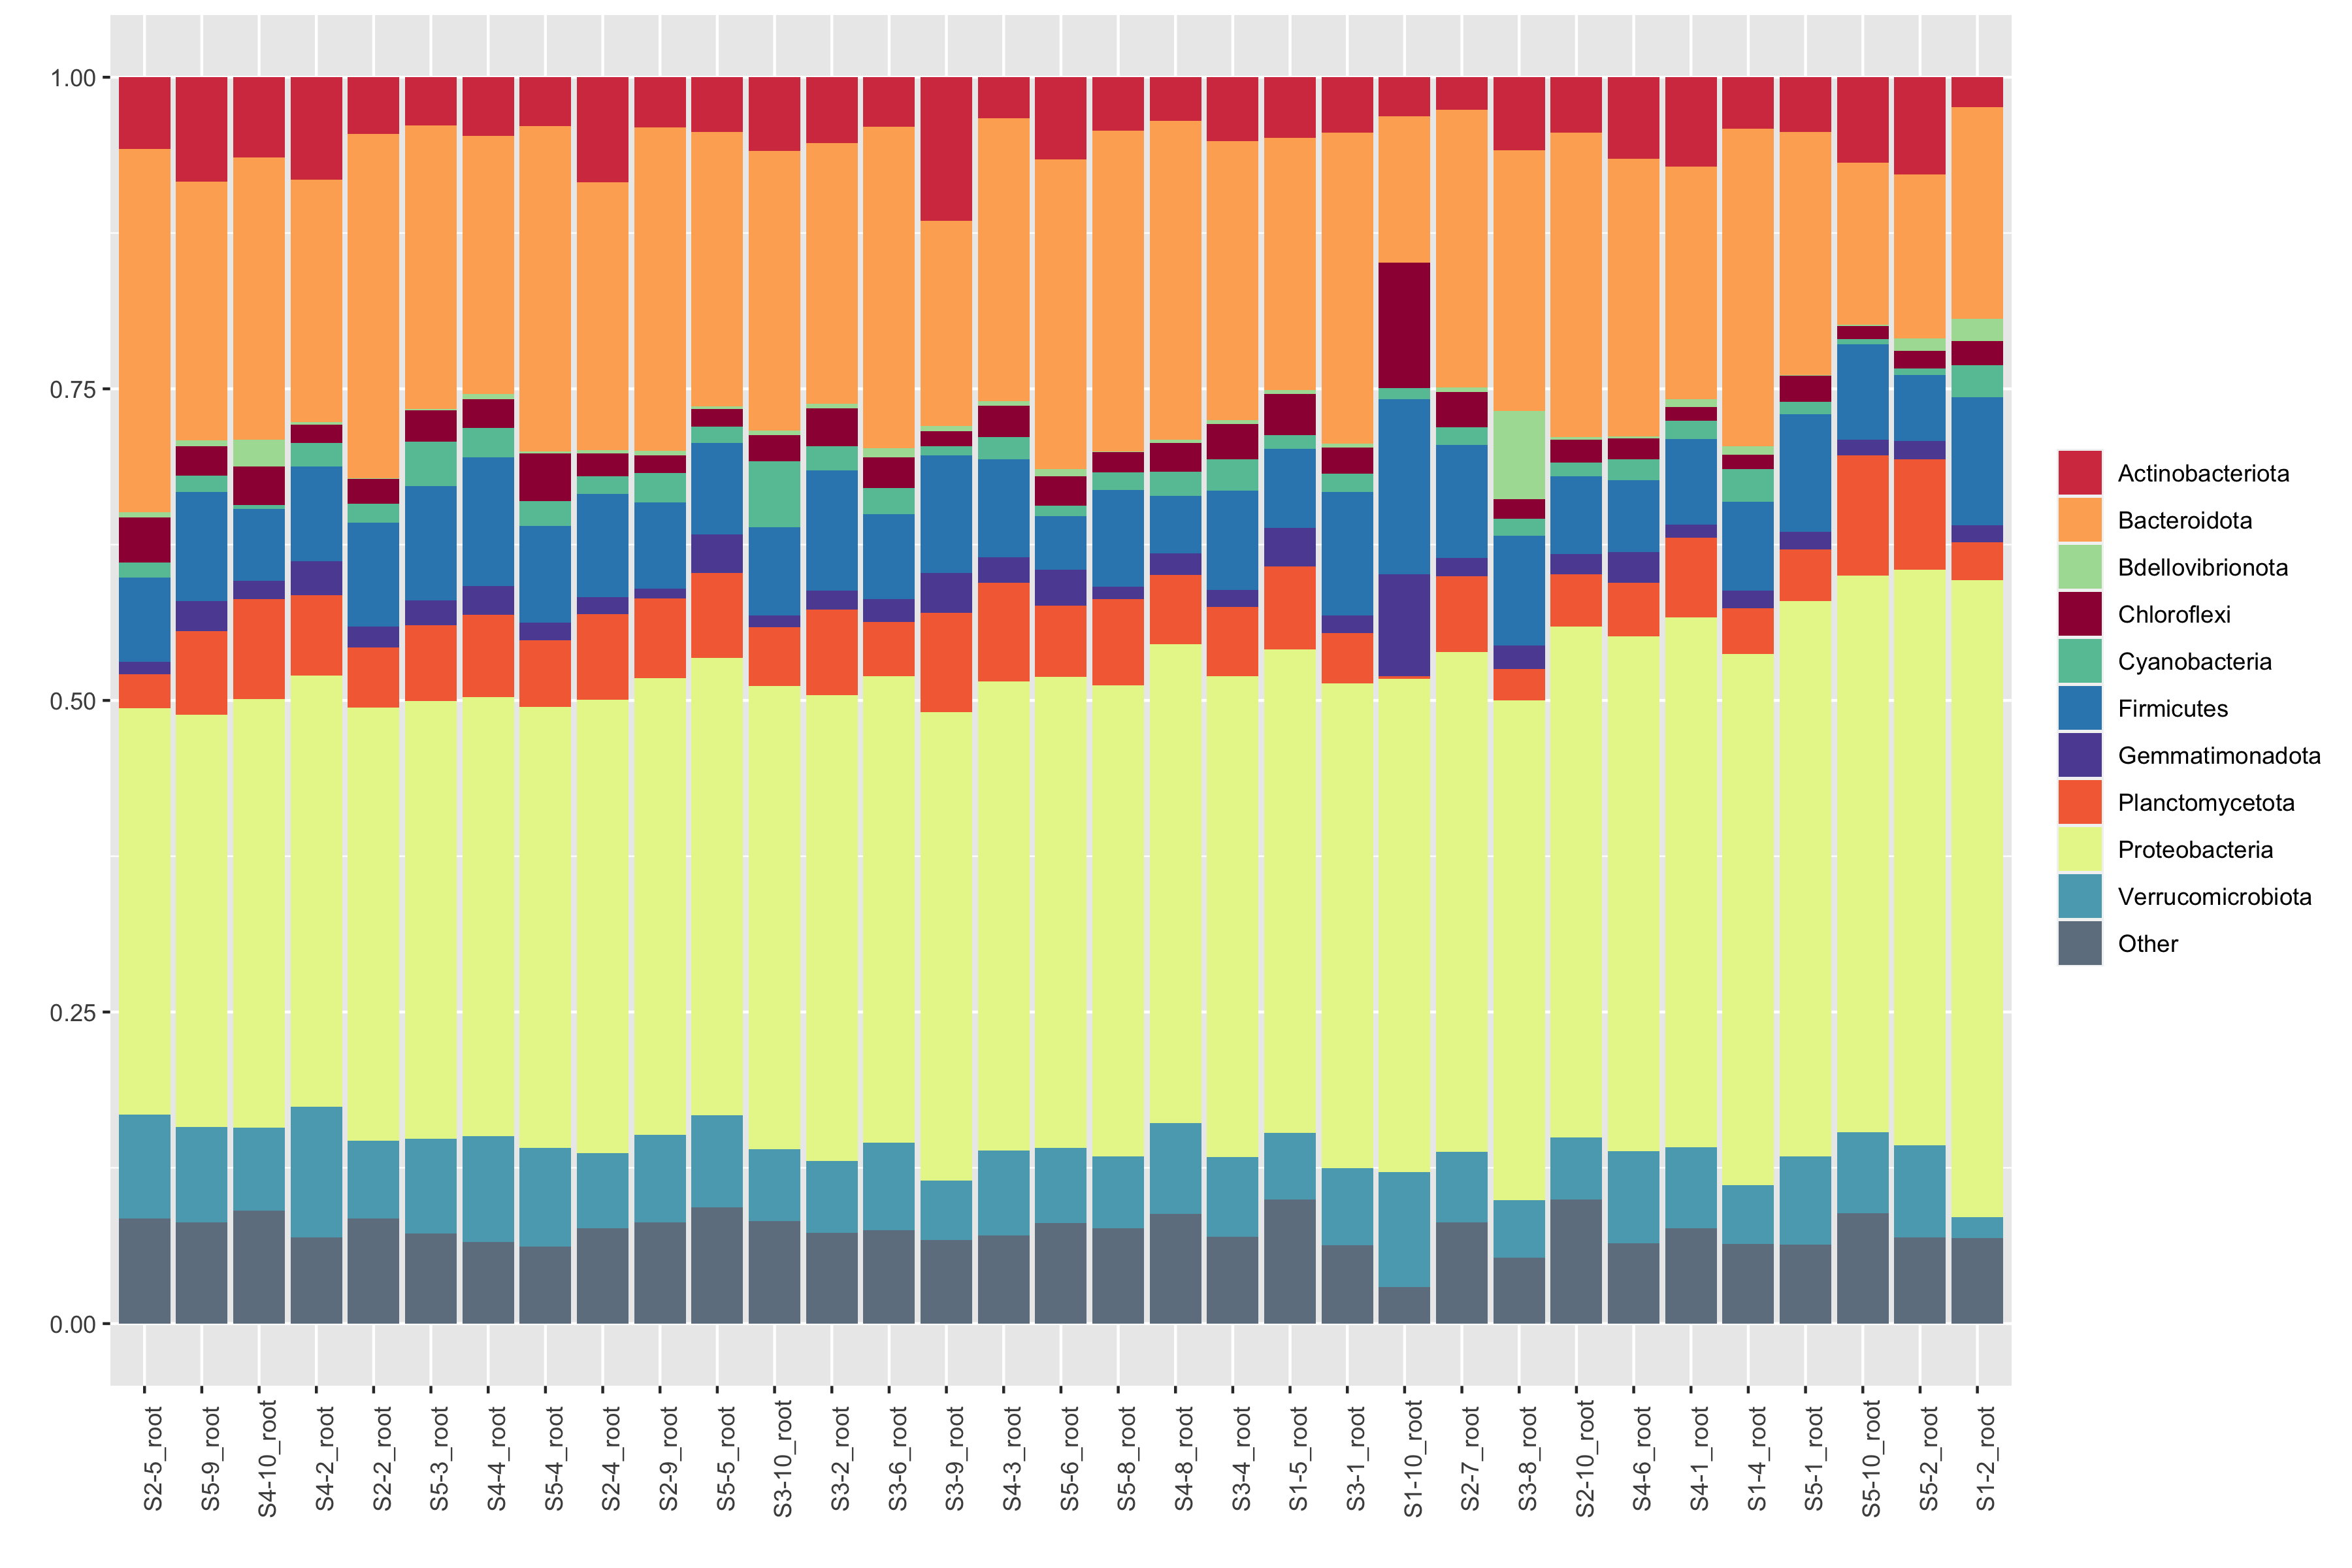 1.00
0.75
0.50
0.25
0.00
S2-5_root
S5-9_root
S4-10_root
S4-2_root
S2-2_root
S5-3_root
S4-4_root
S5-4_root
S2-4_root
S2-9_root
S5-5_root
S3-10_root
S3-2_root
S3-6_root
S3-9_root
S4-3_root
S5-6_root
S5-8_root
S4-8_root
S3-4_root
S1-5_root
S3-1_root
S1-10_root
S2-7_root
S3-8_root
S2-10_root
S4-6_root
S4-1_root
S1-4_root
S5-1_root
S5-10_root
S5-2_root
S1-2_root
Actinobacteriota
Bacteroidota
Bdellovibrionota
Chloroflexi
Cyanobacteria
Firmicutes
Gemmatimonadota
Planctomycetota
Proteobacteria
Verrucomicrobiota
Other